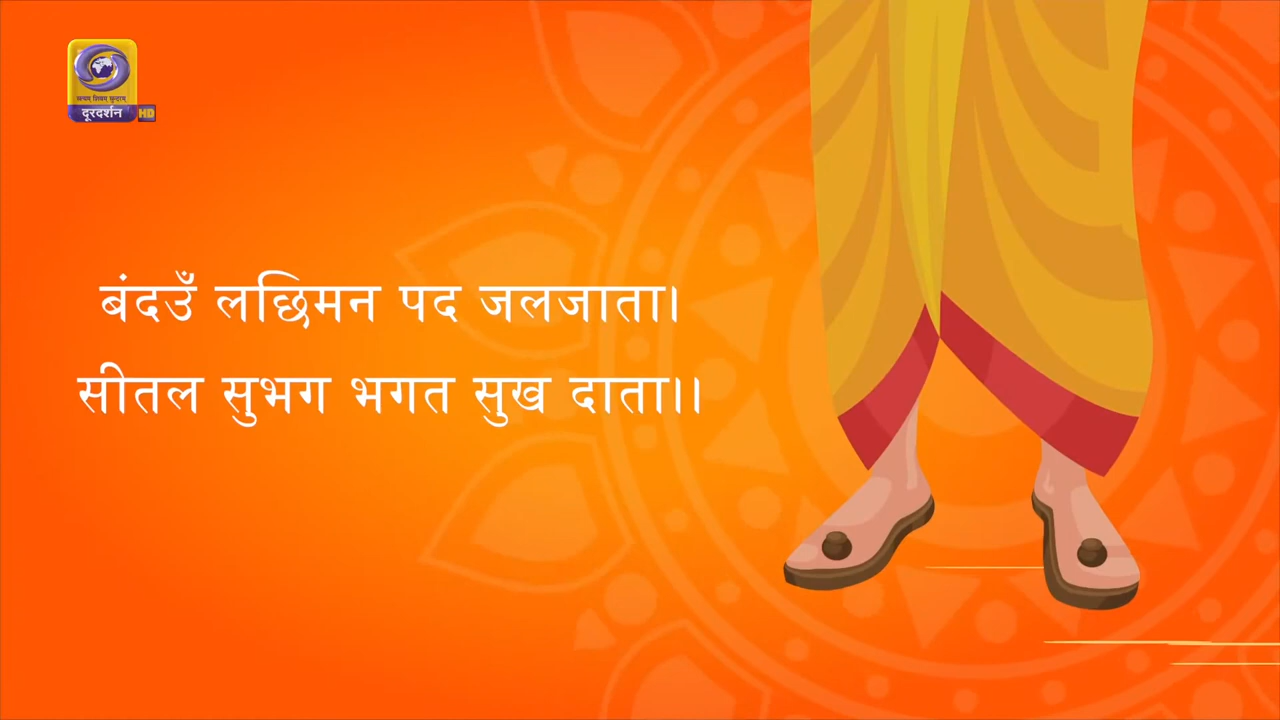 सत्यम् शिवम् सुन्दरम्
दूरदर्शन HD
बंदउँ लछिमन पद जलजाता।
सीतल सुभग भगत सुख दाता।।